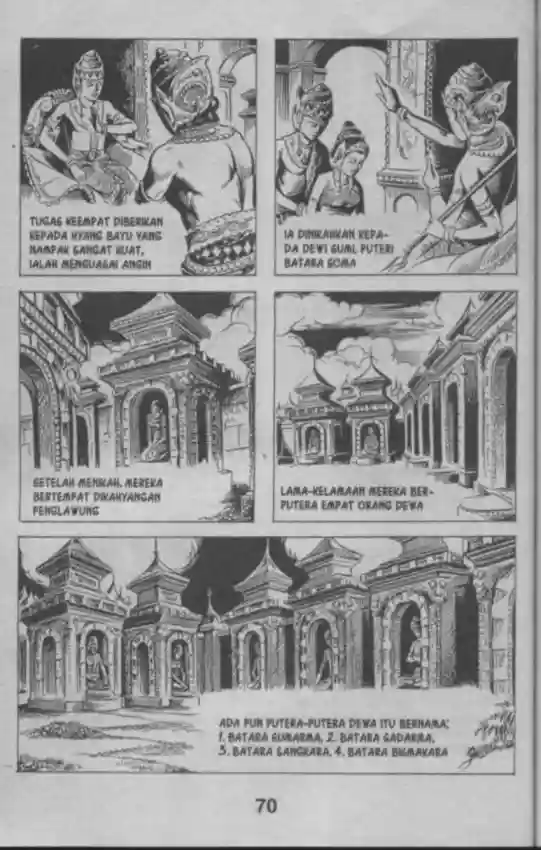 TUGAS KEEMPAT DIBERIKAN
KEPADA HYANG BAYU YANG
NAMPAK SANGAT KUAT,
IALAH MENGUASAI ANGIN
IA DINIKAHKAN KEPA-
DA DEWI SUMI, PUTERI
BATARA SOMA
SETELAH MENIKAH, MEREKA
BERTEMPAT DIKAHYANGAN
PENGLAWUNG
LAMA-KELAMAAN MEREKA BER-
PUTERA EMPAT ORANG DEWA
ADA PUN PUTERA-PUTERA DEWA ITU BERNAMA:
1. BATARA SUMARMA, 2. BATARA SADARMA,
3. BATARA SANGKARA, 4. BATARA BISMAKARA
70